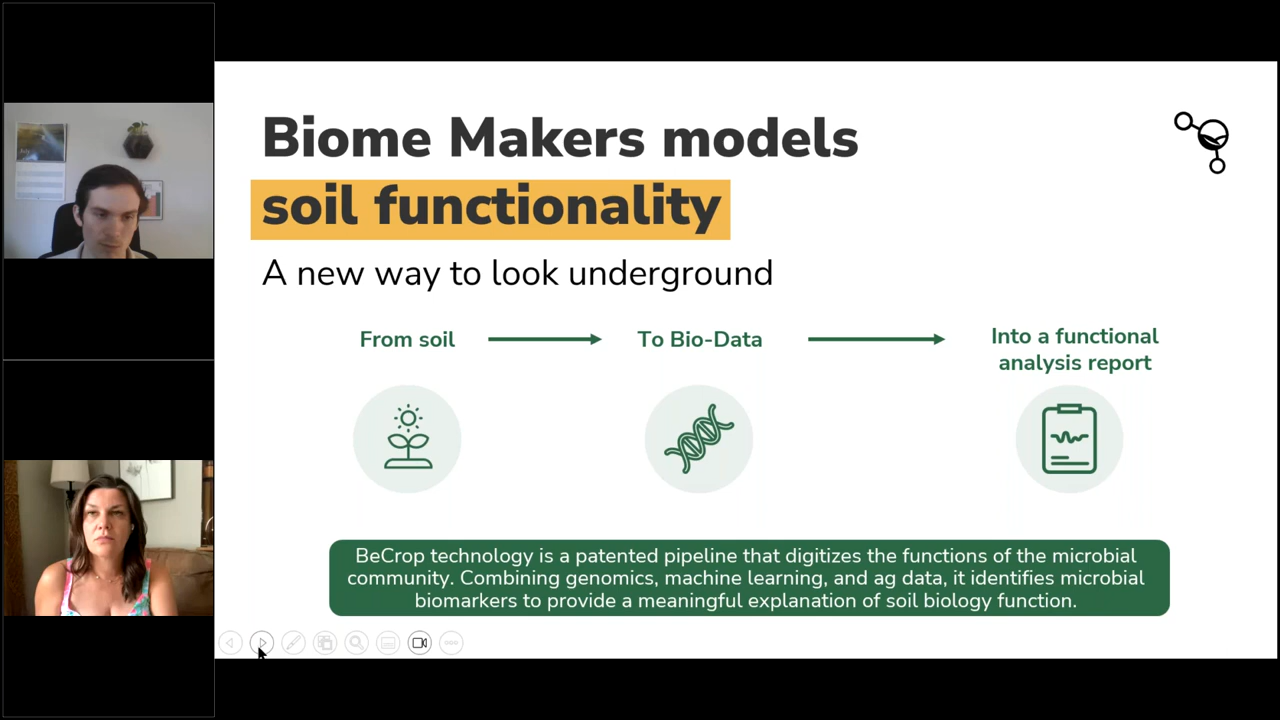 Biome Makers models
soil functionality
A new way to look underground
From soil
To Bio-Data
Into a functional
analysis report
BeCrop technology is a patented pipeline that digitizes the functions of the microbial
community. Combining genomics, machine learning, and ag data, it identifies microbial
biomarkers to provide a meaningful explanation of soil biology function.